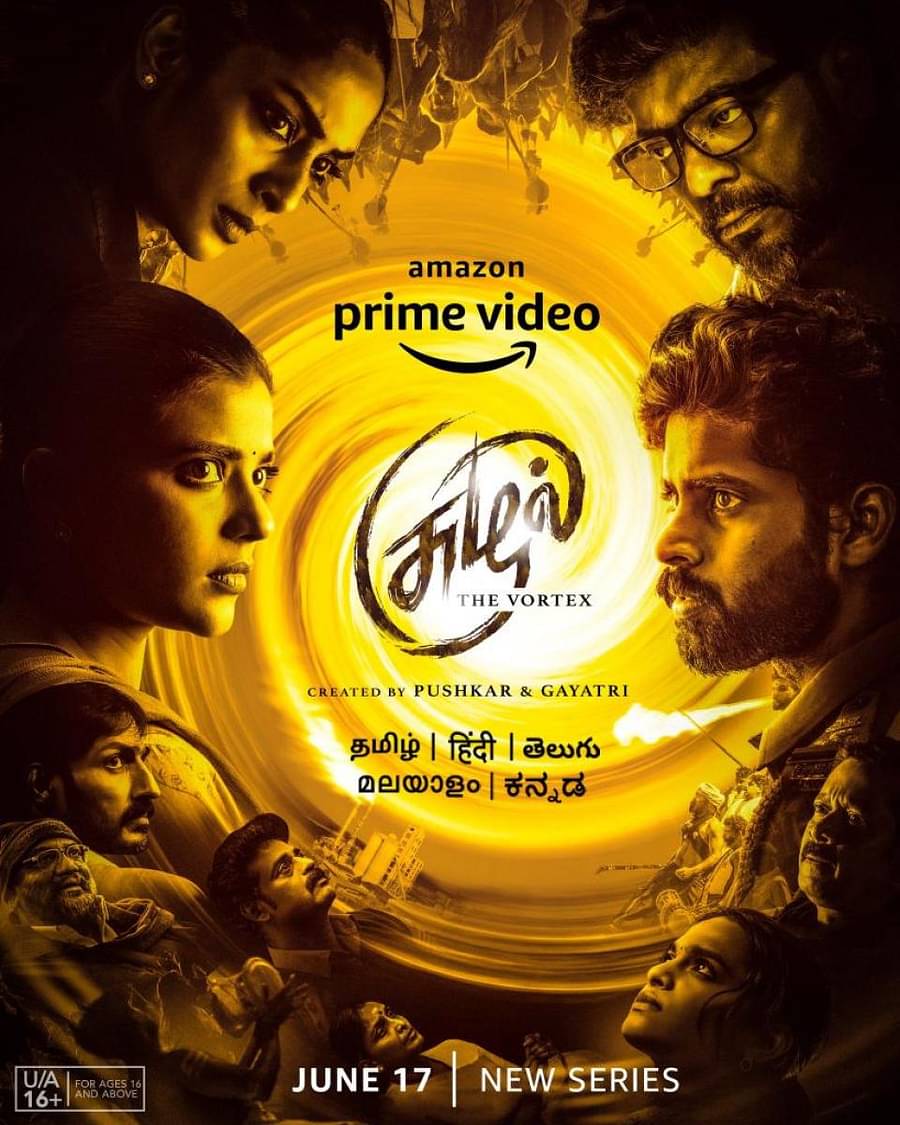 amazon
prime video
சுழல்
THE VORTEX
CREATED BY PUSHKAR & GAYATRI
தமிழ் | हिंदी | తెలుగు
മലയാളം | ಕನ್ನಡ
U/A 16+ | FOR AGES 16 AND ABOVE
JUNE 17 | NEW SERIES